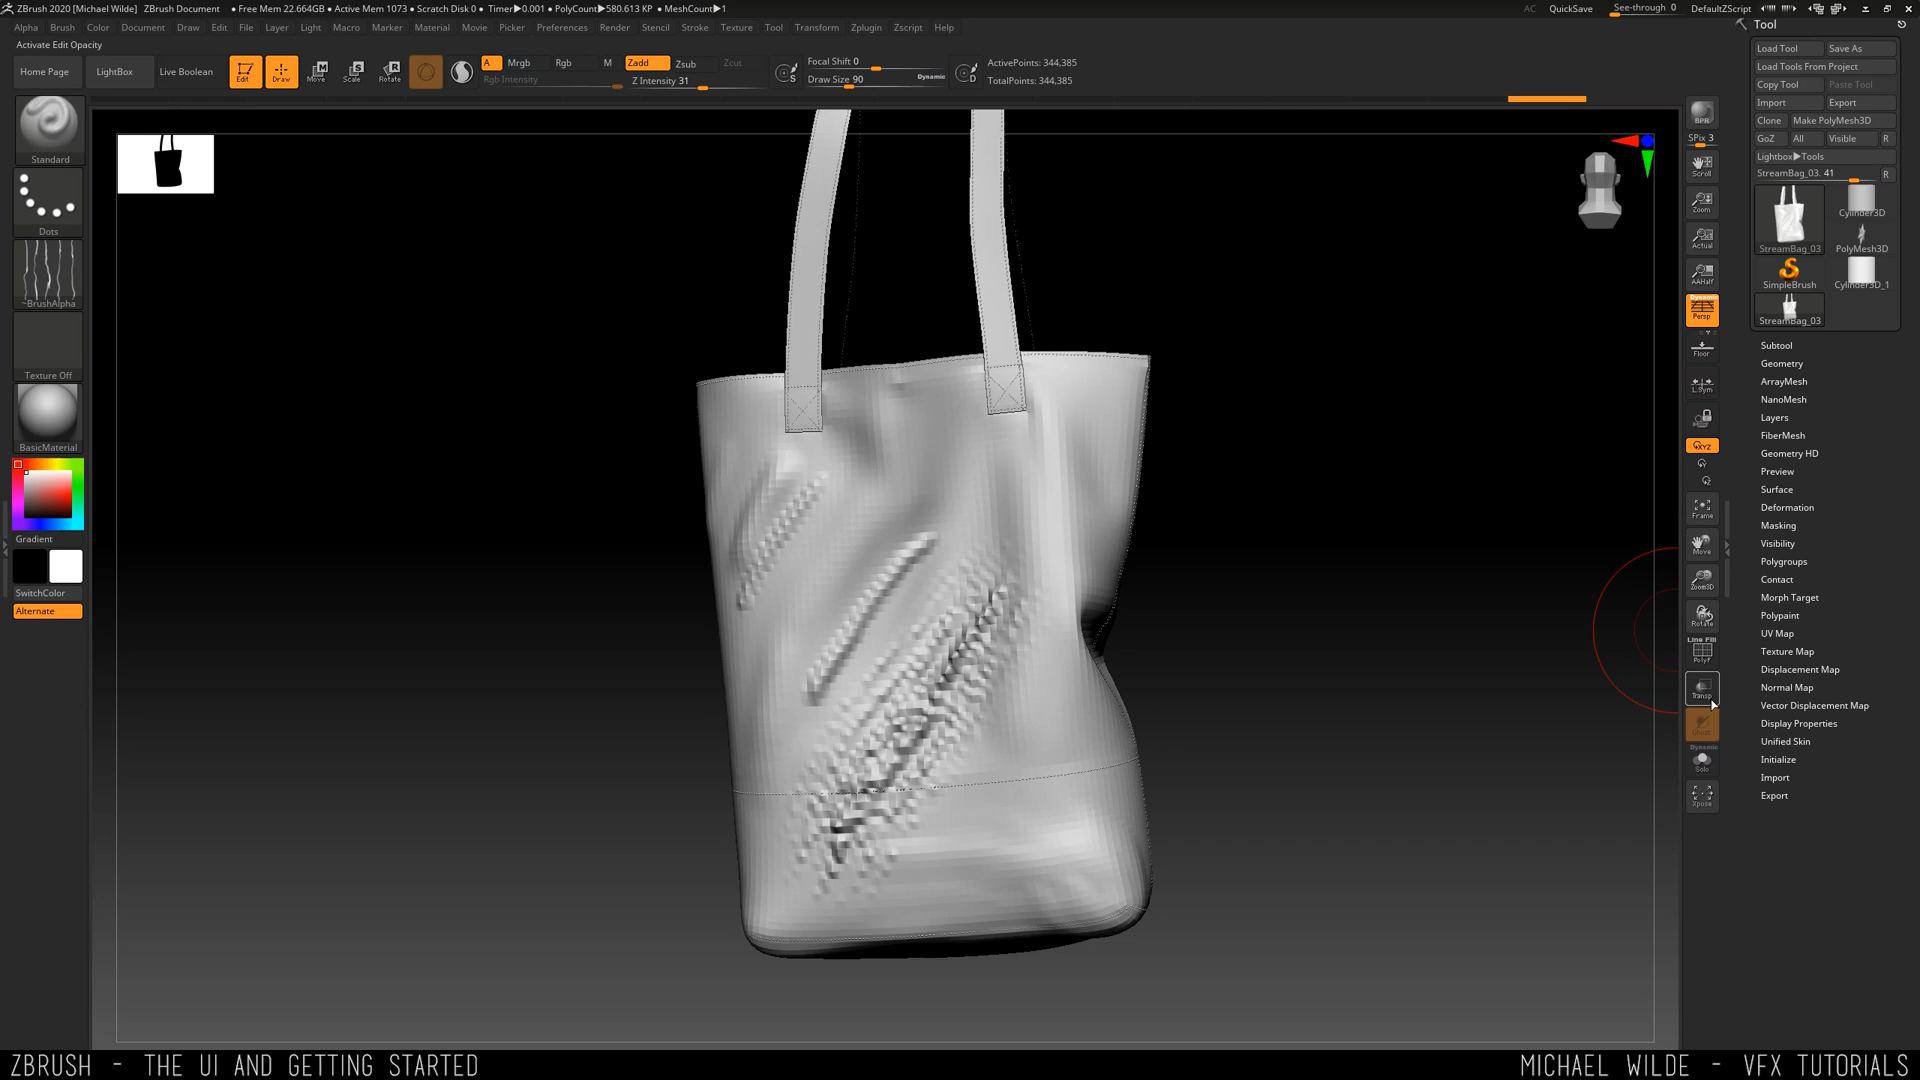 ZBrush 2020 [Michael Wilde] ZBrush Document • Free Mem 22.664GB • Active Mem 1073 • Scratch Disk 0 • Timer▶0.001 • PolyCount▶580.613 KP • MeshCount▶1 AC QuickSave See-through 0 DefaultZScript
Alpha Brush Color Document Draw Edit File Layer Light Macro Marker Material Movie Picker Preferences Render Stencil Stroke Texture Tool Transform Zplugin Zscript Help
Activate Edit Opacity
Home Page LightBox Live Boolean Edit Draw Move Scale Rotate
A Mrgb Rgb M Zadd Zsub Zcut
Rgb Intensity Z Intensity 31
Focal Shift 0
Draw Size 90 Dynamic
ActivePoints: 344,385
TotalPoints: 344,385
Standard
Dots
~BrushAlpha
Texture Off
BasicMaterial
Gradient
SwitchColor
Alternate
BPR
SPix 3
Scroll
Zoom
Actual
AAHalf
Dynamic
Persp
Floor
L.Sym
XYZ
Frame
Move
Zoom3D
Rotate
Line Fill
PolyF
Transp
Ghost
Dynamic
Solo
Xpose
Tool
Load Tool Save As
Load Tools From Project
Copy Tool Paste Tool
Import Export
Clone Make PolyMesh3D
GoZ All Visible R
Lightbox▶Tools
StreamBag_03. 41 R
StreamBag_03 Cylinder3D
PolyMesh3D
SimpleBrush Cylinder3D_1
StreamBag_03
Subtool
Geometry
ArrayMesh
NanoMesh
Layers
FiberMesh
Geometry HD
Preview
Surface
Deformation
Masking
Visibility
Polygroups
Contact
Morph Target
Polypaint
UV Map
Texture Map
Displacement Map
Normal Map
Vector Displacement Map
Display Properties
Unified Skin
Initialize
Import
Export
ZBRUSH - THE UI AND GETTING STARTED
MICHAEL WILDE - VFX TUTORIALS